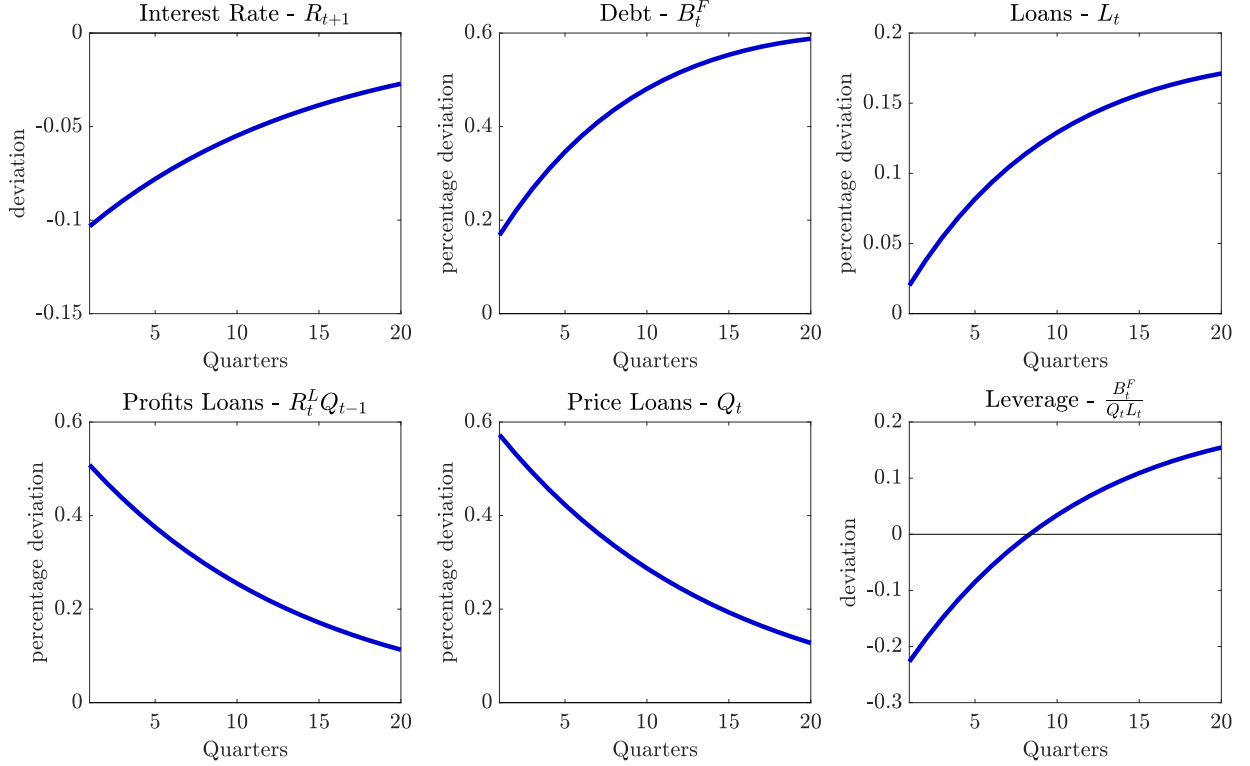 Interest Rate - R_{t+1}
0
-0.05
-0.1
-0.15
deviation
5 10 15 20
Quarters
Debt - B_t^F
0.6
0.4
0.2
0
percentage deviation
5 10 15 20
Quarters
Loans - L_t
0.2
0.15
0.1
0.05
0
percentage deviation
5 10 15 20
Quarters
Profits Loans - R_t^L Q_{t-1}
0.6
0.4
0.2
0
percentage deviation
5 10 15 20
Quarters
Price Loans - Q_t
0.6
0.4
0.2
0
percentage deviation
5 10 15 20
Quarters
Leverage - \frac{B_t^F}{Q_t L_t}
0.2
0.1
0
-0.1
-0.2
-0.3
deviation
5 10 15 20
Quarters